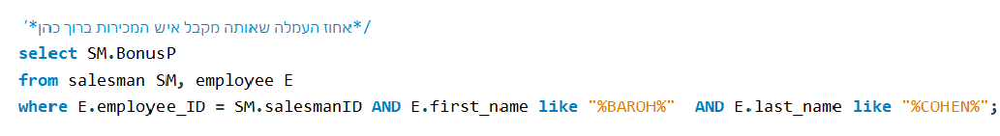 /*אחוז העמלה שאותה מקבל איש המכירות ברוך כהן*/
select SM.BonusP
from salesman SM, employee E
where E.employee_ID = SM.salesmanID AND E.first_name like "%BAROH%"  AND E.last_name like "%COHEN%";